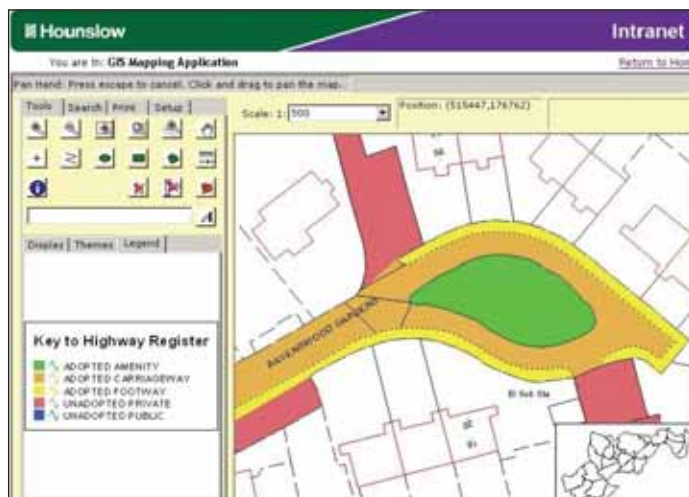 Hounslow
Intranet
You are in: GIS Mapping Application
Return to Hom
Pan Hand: Press escape to cancel. Click and drag to pan the map.
Tools Search Print Setup
Scale: 1: 500
Position: (515447,176762)
Display Themes Legend
Key to Highway Register
ADOPTED AMENITY
ADOPTED CARRIAGEWAY
ADOPTED FOOTWAY
UNADOPTED PRIVATE
UNADOPTED PUBLIC
RAVENSWOOD GARDENS
El Sub Sta